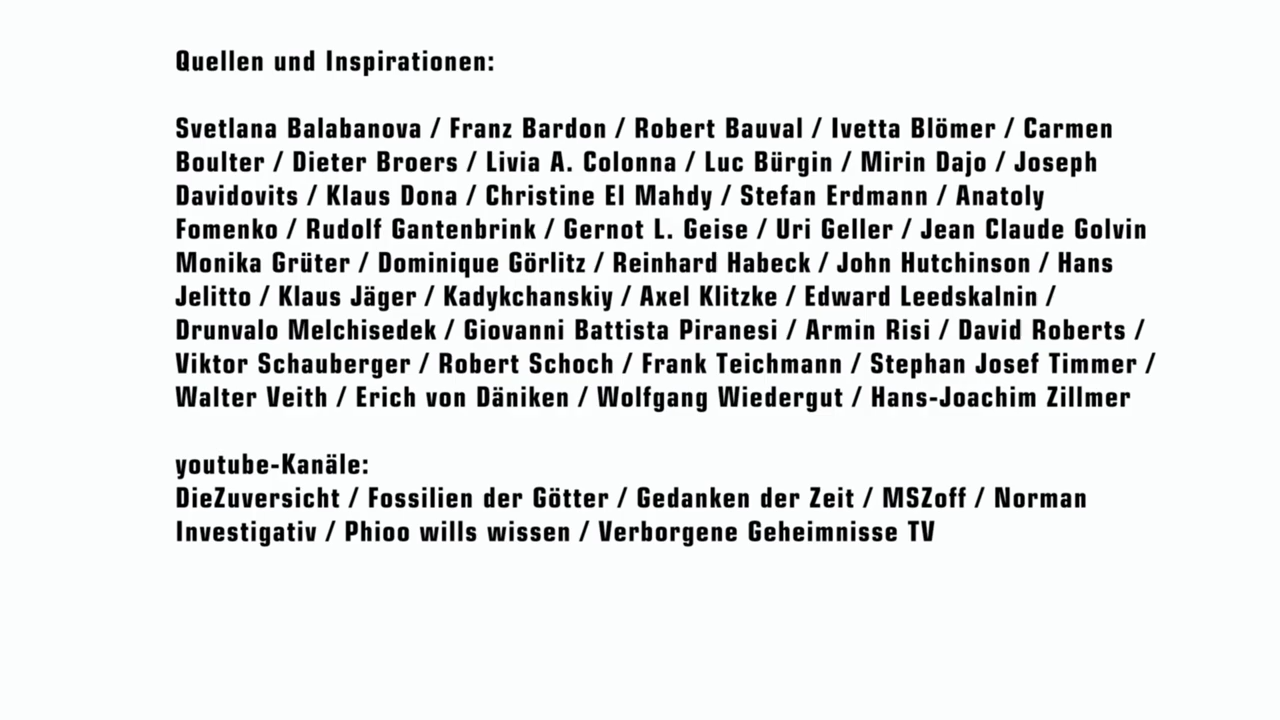 Quellen und Inspirationen:
Svetlana Balabanova / Franz Bardon / Robert Bauval / Ivetta Blömer / Carmen
Boulter / Dieter Broers / Livia A. Colonna / Luc Bürgin / Mirin Dajo / Joseph
Davidovits / Klaus Dona / Christine El Mahdy / Stefan Erdmann / Anatoly
Fomenko / Rudolf Gantenbrink / Gernot L. Geise / Uri Geller / Jean Claude Golvin
Monika Grüter / Dominique Görlitz / Reinhard Habeck / John Hutchinson / Hans
Jelitto / Klaus Jäger / Kadykchanskiy / Axel Klitzke / Edward Leedskalnin /
Drunvalo Melchisedek / Giovanni Battista Piranesi / Armin Risi / David Roberts /
Viktor Schauberger / Robert Schoch / Frank Teichmann / Stephan Josef Timmer /
Walter Veith / Erich von Däniken / Wolfgang Wiedergut / Hans-Joachim Zillmer
youtube-Kanäle:
DieZuversicht / Fossilien der Götter / Gedanken der Zeit / MSZoff / Norman
Investigativ / Phioo wills wissen / Verborgene Geheimnisse TV